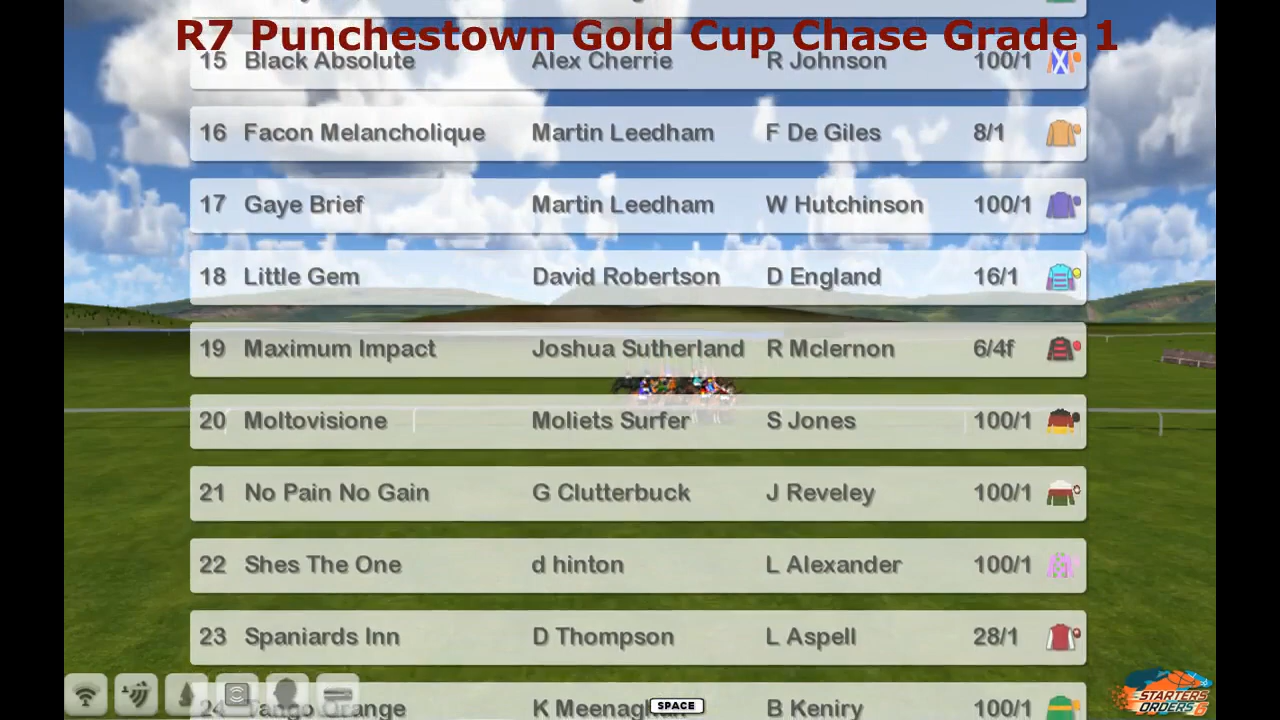 R7 Punchestown Gold Cup Chase Grade 1
15 Black Absolute Alex Cherrie R Johnson 100/1
16 Facon Melancholique Martin Leedham F De Giles 8/1
17 Gaye Brief Martin Leedham W Hutchinson 100/1
18 Little Gem David Robertson D England 16/1
19 Maximum Impact Joshua Sutherland R Mclernon 6/4f
20 Moltovisione Moliets Surfer S Jones 100/1
21 No Pain No Gain G Clutterbuck J Reveley 100/1
22 Shes The One d hinton L Alexander 100/1
23 Spaniards Inn D Thompson L Aspell 28/1
24 Tango Orange K Meenaghan B Keniry 100/1
SPACE
STARTERS
ORDERS 6